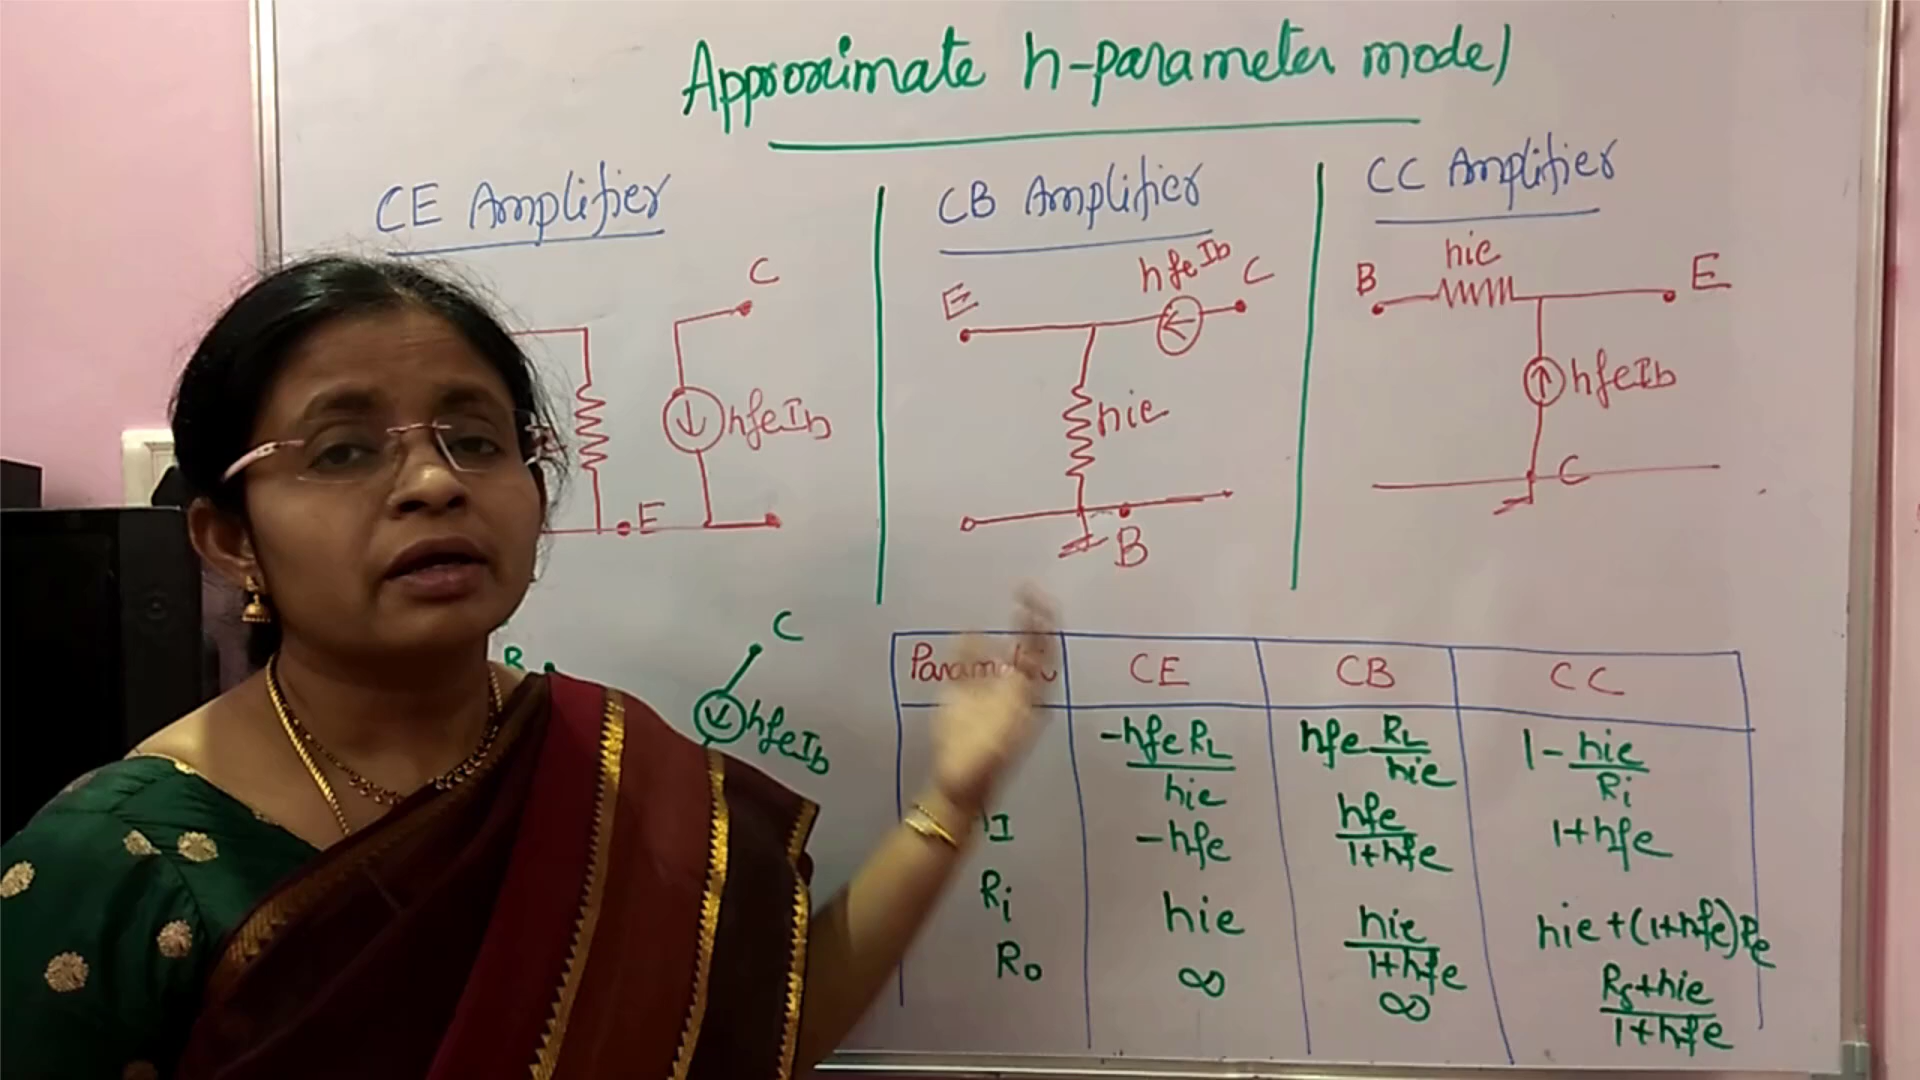 Approximate h-parameter model
CE Amplifier
CB Amplifier
CC Amplifier
C
hfeIb
E
E
hfeIb
C
hie
B
B
hie
E
hfeIb
C
B
C
hfeIb
CE
CB
CC
-hfeRL/hie
hfe RL/hie
1-hie/Ri
I
-hfe
hfe/1+hfe
1+hfe
Ri
hie
hie/1+hfe
hie+(1+hfe)Re
Ro
∞
∞
Rs+hie/1+hfe